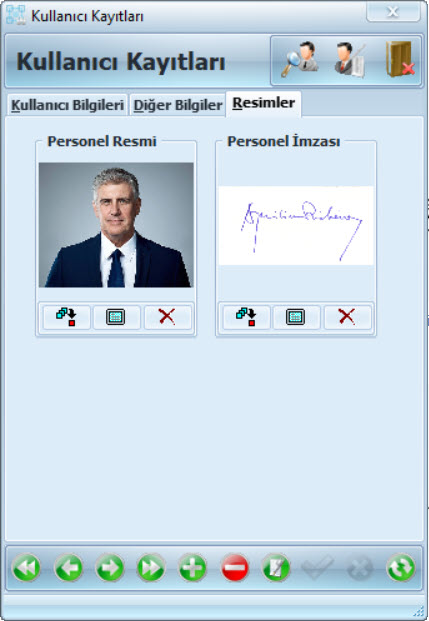 Kullanıcı Kayıtları
Kullanıcı Kayıtları
Kullanıcı Bilgileri Diğer Bilgiler Resimler
Personel Resmi Personel İmzası